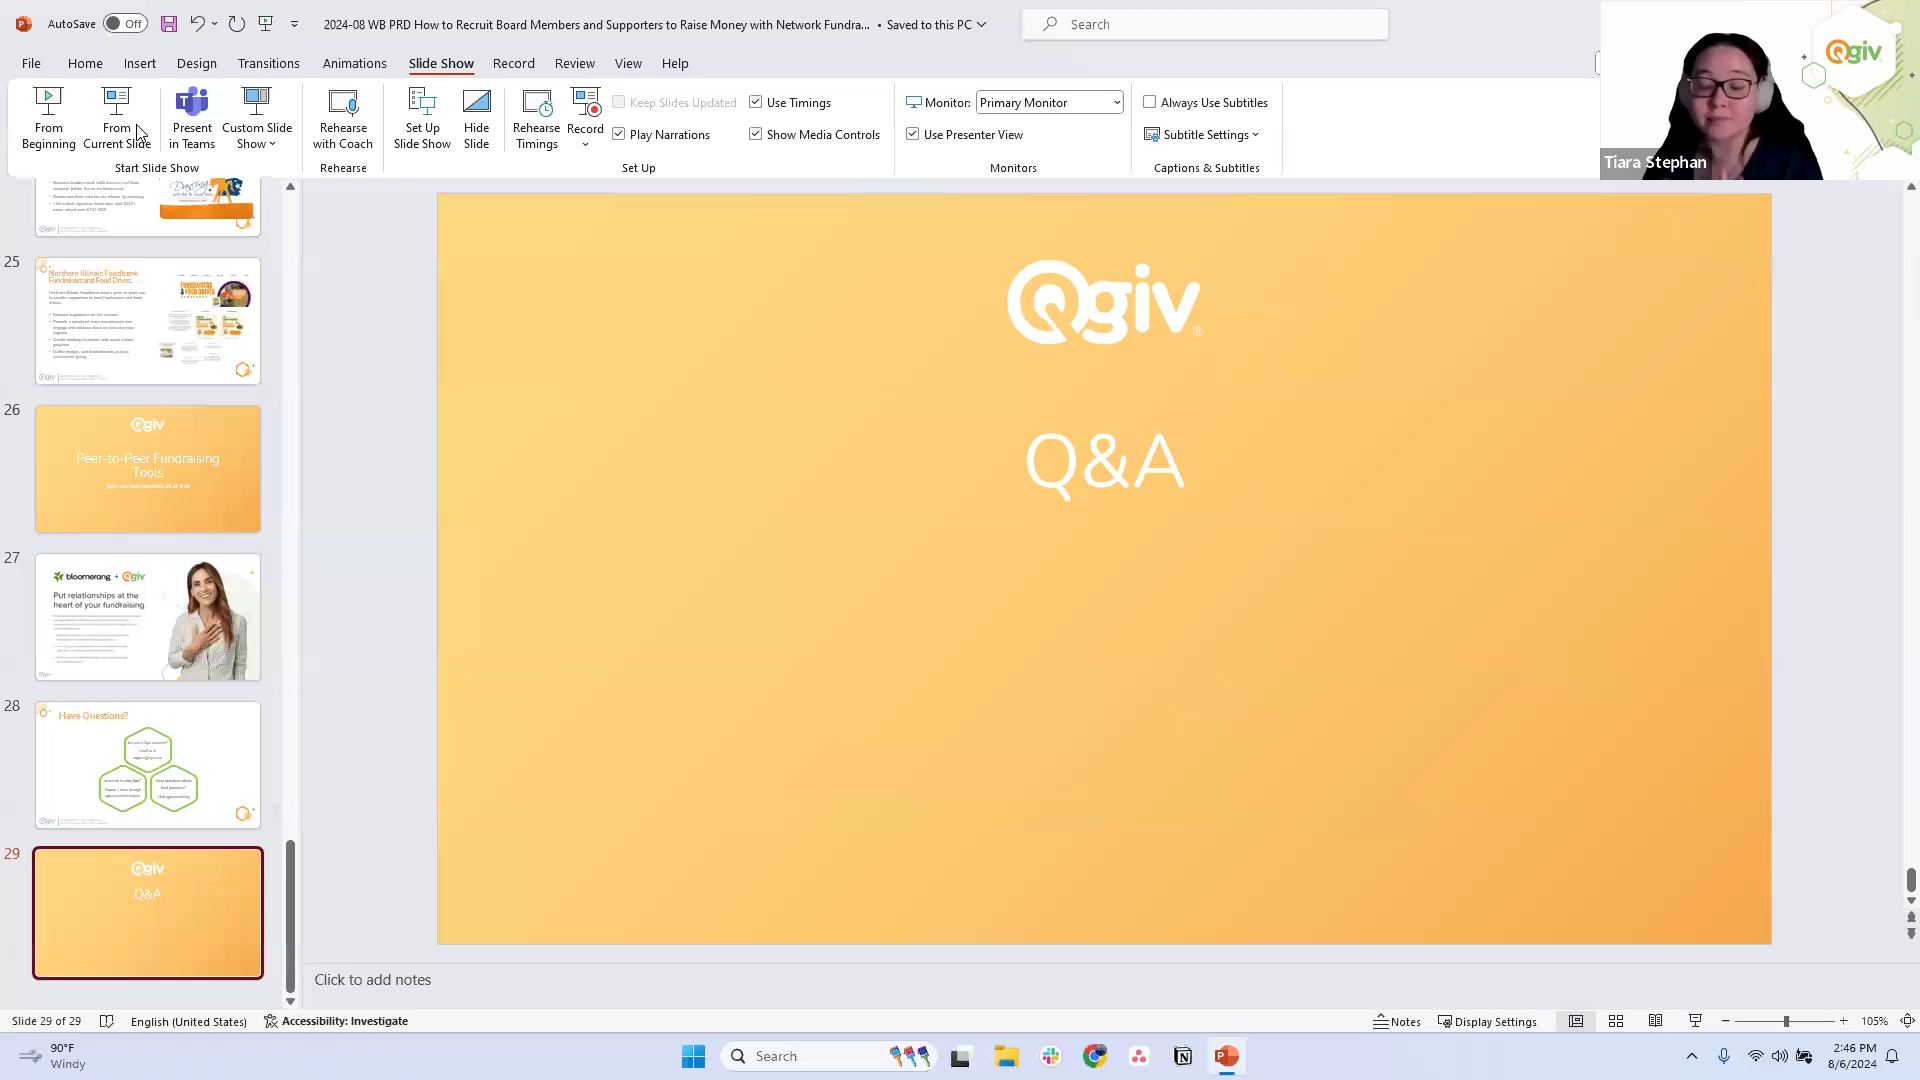 AutoSave Off
2024-08 WB PRD How to Recruit Board Members and Supporters to Raise Money with Network Fundra... • Saved to this PC
Search
File Home Insert Design Transitions Animations Slide Show Record Review View Help
From Beginning
From Current Slide
Present in Teams
Custom Slide Show
Start Slide Show
Rehearse with Coach
Rehearse
Set Up Slide Show
Hide Slide
Rehearse Timings
Record
Keep Slides Updated
Use Timings
Play Narrations
Show Media Controls
Set Up
Monitor: Primary Monitor
Use Presenter View
Monitors
Always Use Subtitles
Subtitle Settings
Captions & Subtitles
Qgiv
Tiara Stephan
25
Northern Illinois Foodbank
Fundraisers and Food Drives
FUNDRAISERS
& FOOD DRIVES
26
Qgiv
Peer-to-Peer Fundraising
Tools
27
bloomerang + Qgiv
Put relationships at the
heart of your fundraising.
28
Have Questions?
29
Qgiv
Q&A
Qgiv®
Q&A
Click to add notes
Slide 29 of 29
English (United States)
Accessibility: Investigate
Notes
Display Settings
105%
90°F
Windy
Search
2:46 PM
8/6/2024